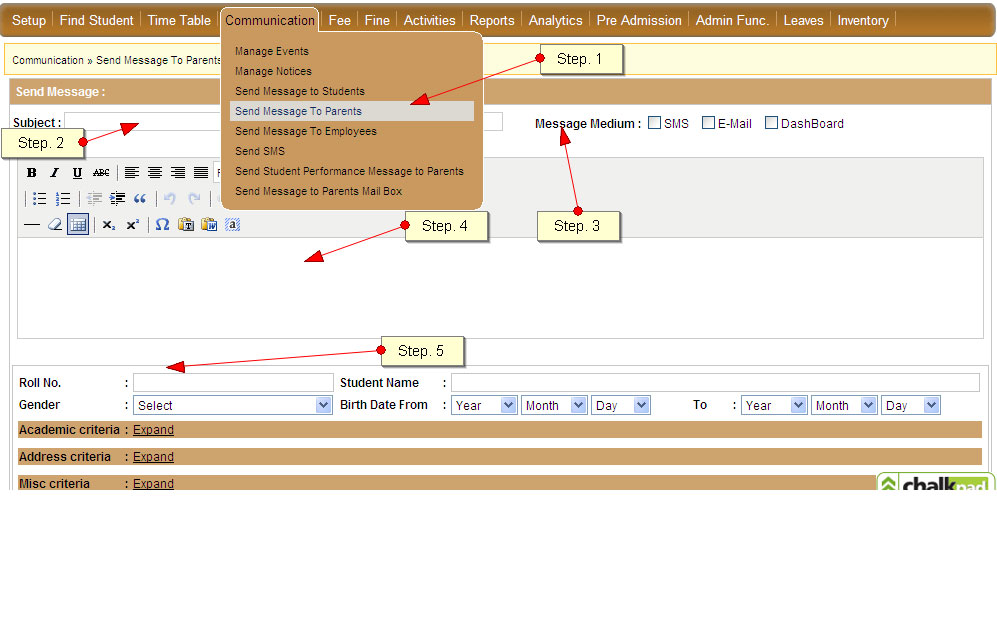 Setup Find Student Time Table Communication Fee Fine Activities Reports Analytics Pre Admission Admin Func. Leaves Inventory
Communication » Send Message To Parents
Manage Events
Manage Notices
Send Message to Students
Send Message To Parents
Send Message To Employees
Send SMS
Send Student Performance Message to Parents
Send Message to Parents Mail Box
Step. 1
Send Message :
Subject :
Message Medium : SMS E-Mail DashBoard
Step. 2
B I U ABC
Step. 4
Step. 3
Step. 5
Roll No. : Student Name :
Gender : Select Birth Date From : Year Month Day To : Year Month Day
Academic criteria : Expand
Address criteria : Expand
Misc criteria : Expand
chalkpad